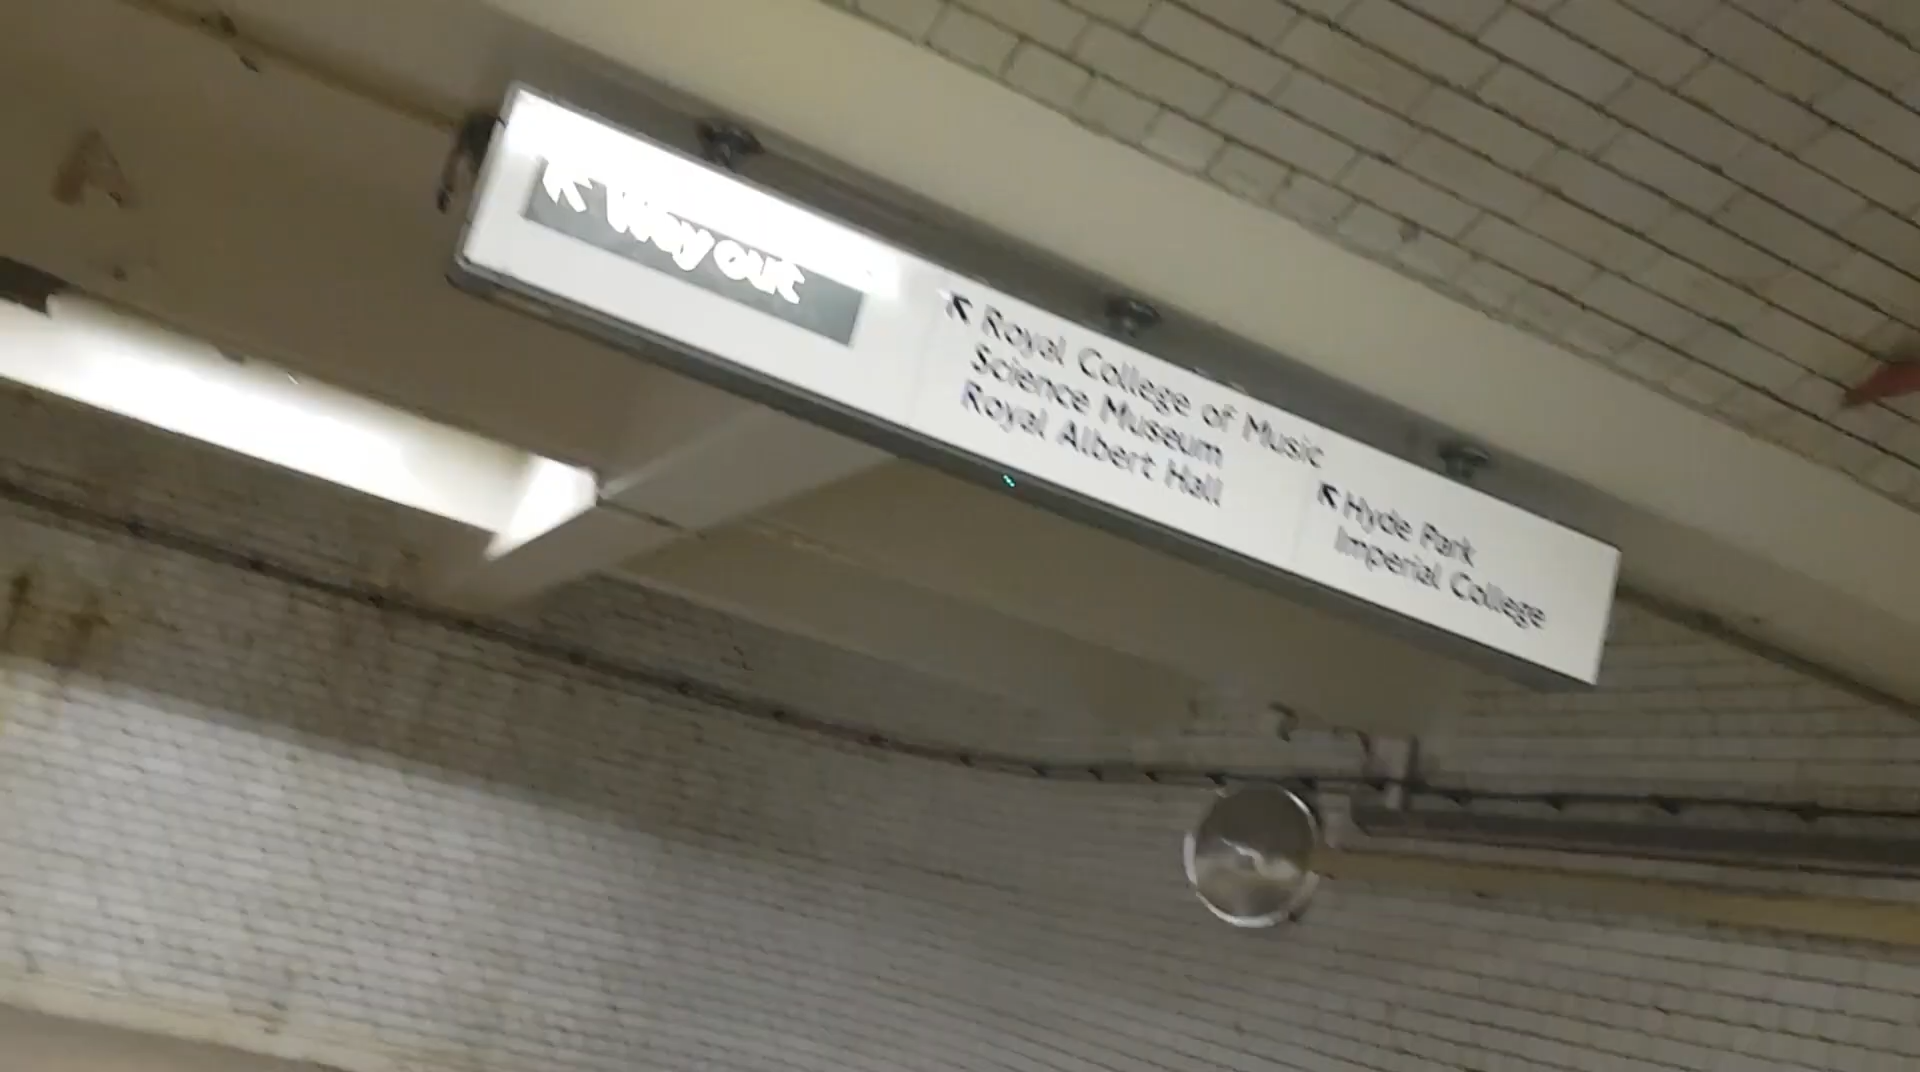 Way out
Royal College of Music
Science Museum
Royal Albert Hall
Hyde Park
Imperial College